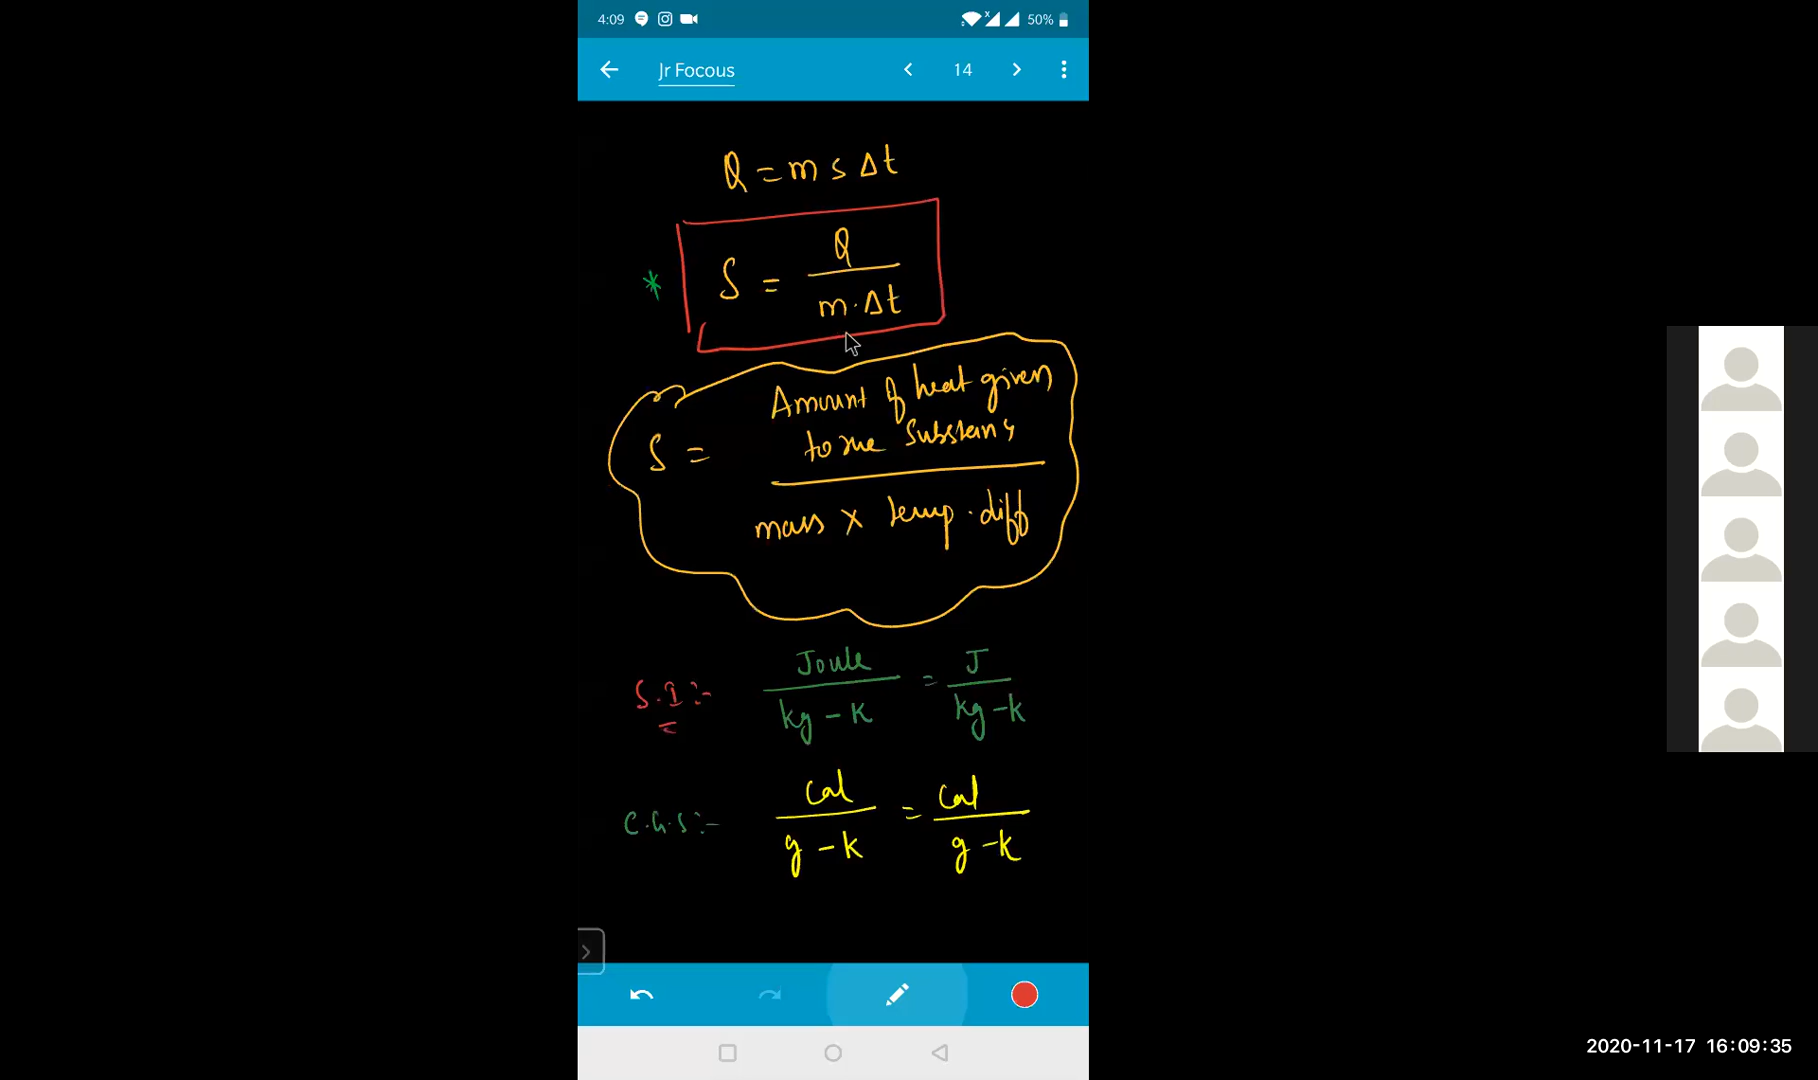 4:09 50%
Jr Focous 14
Q = m s Δt
* S = Q / m·Δt
Amount of heat given
to the Substans
S =
mass x temp. diff
S.I :- Joule / kg - K = J / kg - K
C.G.S :- Cal / g - k = Cal / g - k
2020-11-17 16:09:35